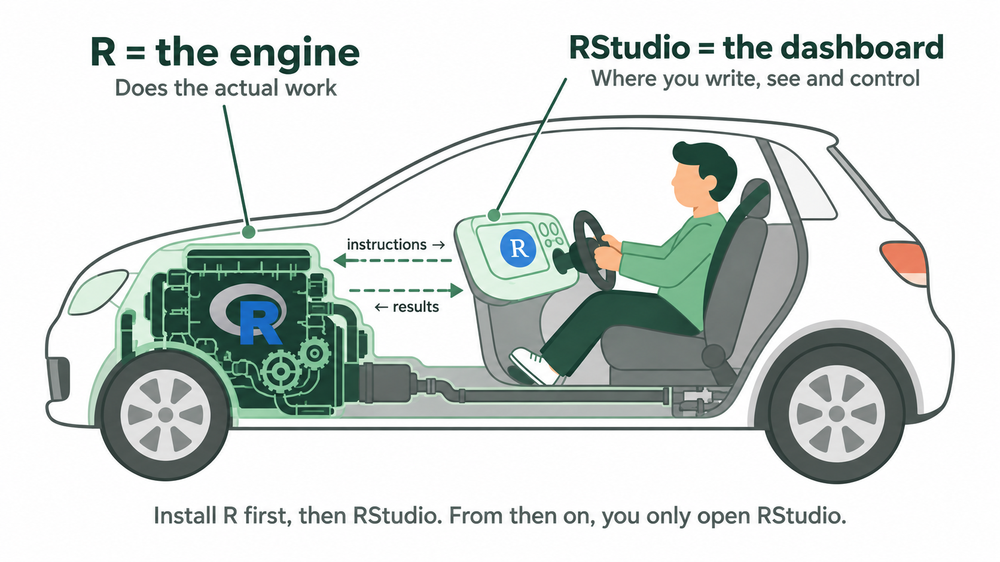 R = the engine
Does the actual work
RStudio = the dashboard
Where you write, see and control
instructions →
← results
R
R
Install R first, then RStudio. From then on, you only open RStudio.